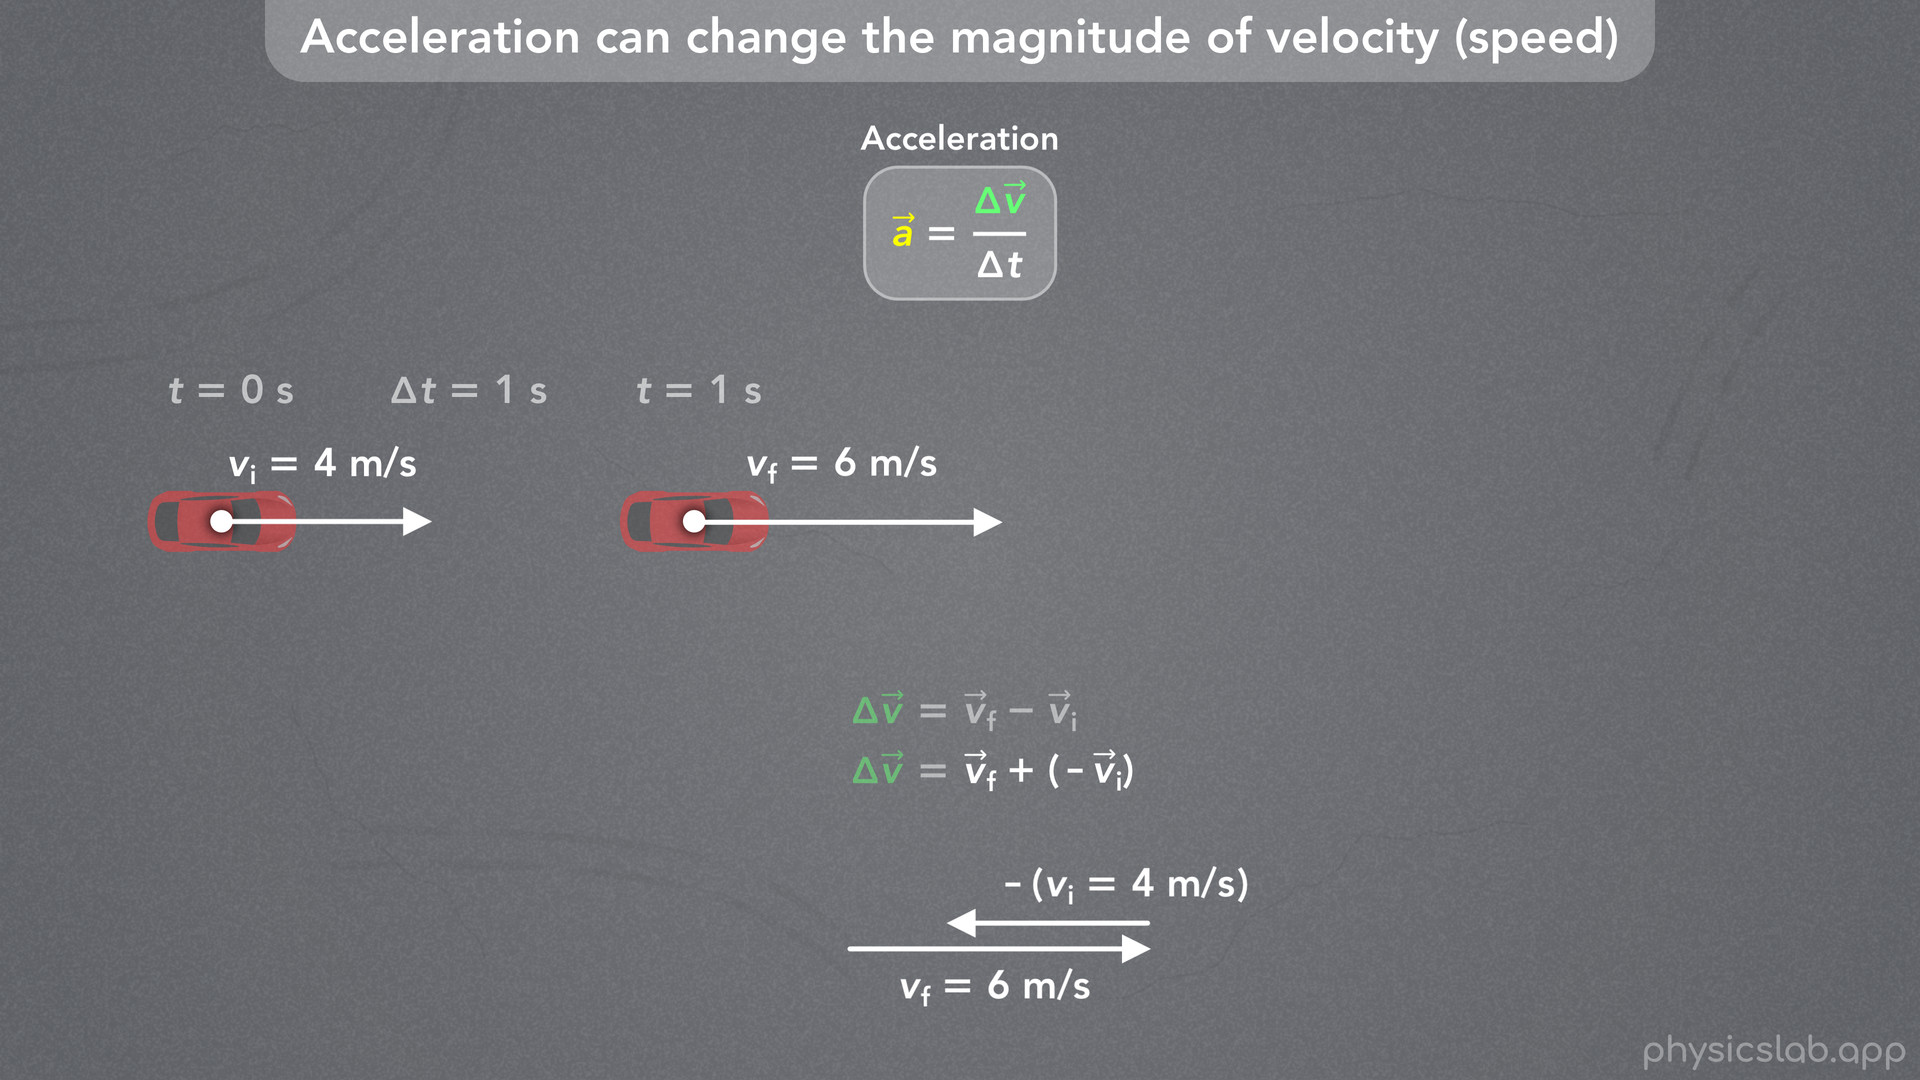 Acceleration can change the magnitude of velocity (speed)
Acceleration
a⃗ = Δv⃗ / Δt
t = 0 s Δt = 1 s t = 1 s
vᵢ = 4 m/s v_f = 6 m/s
Δv⃗ = v⃗_f − v⃗ᵢ
Δv⃗ = v⃗_f + (- v⃗ᵢ)
- (vᵢ = 4 m/s)
v_f = 6 m/s
physicslab.app